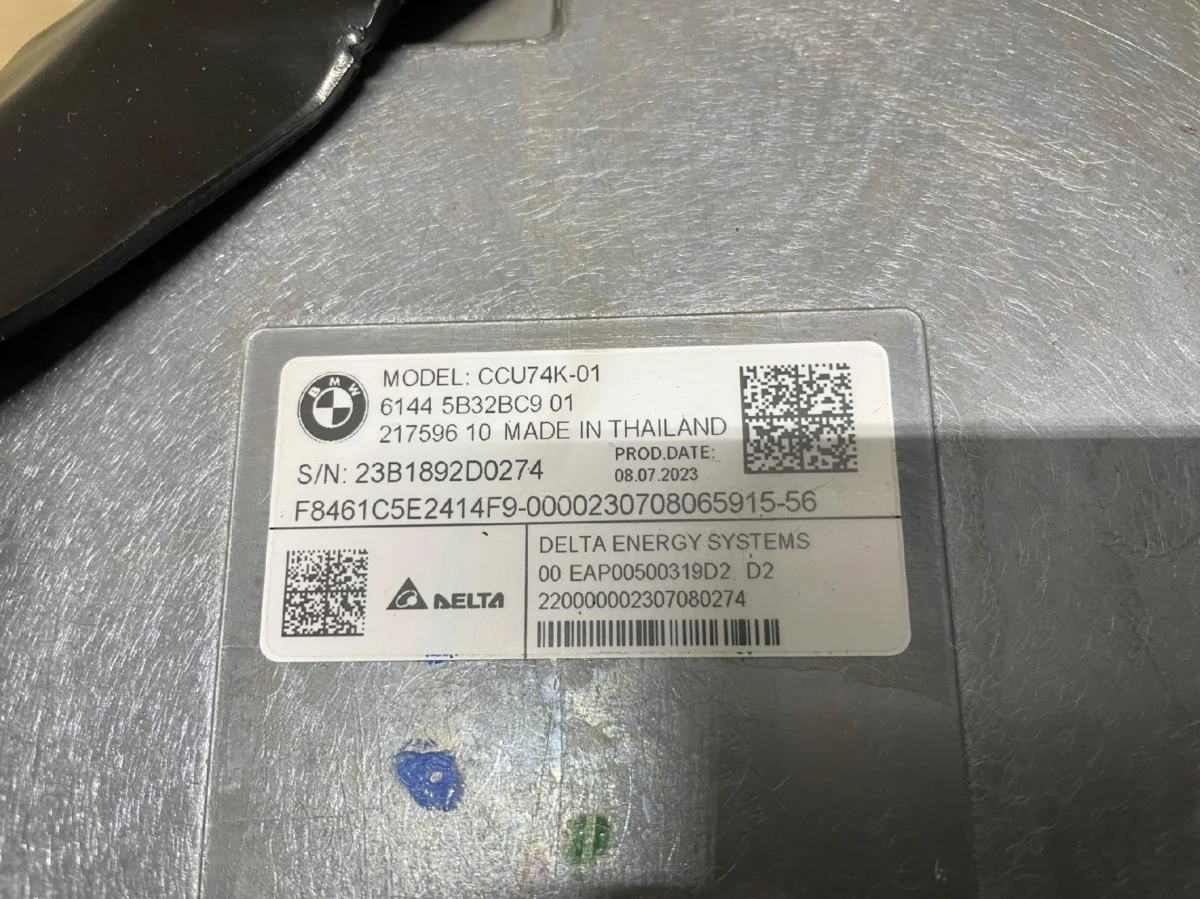 BMW
MODEL: CCU74K-01
6144 5B32BC9 01
217596 10 MADE IN THAILAND
PROD.DATE:
S/N: 23B1892D0274
08.07.2023
F8461C5E2414F9-0000230708065915-56
DELTA
DELTA ENERGY SYSTEMS
00 EAP00500319D2 D2
220000002307080274